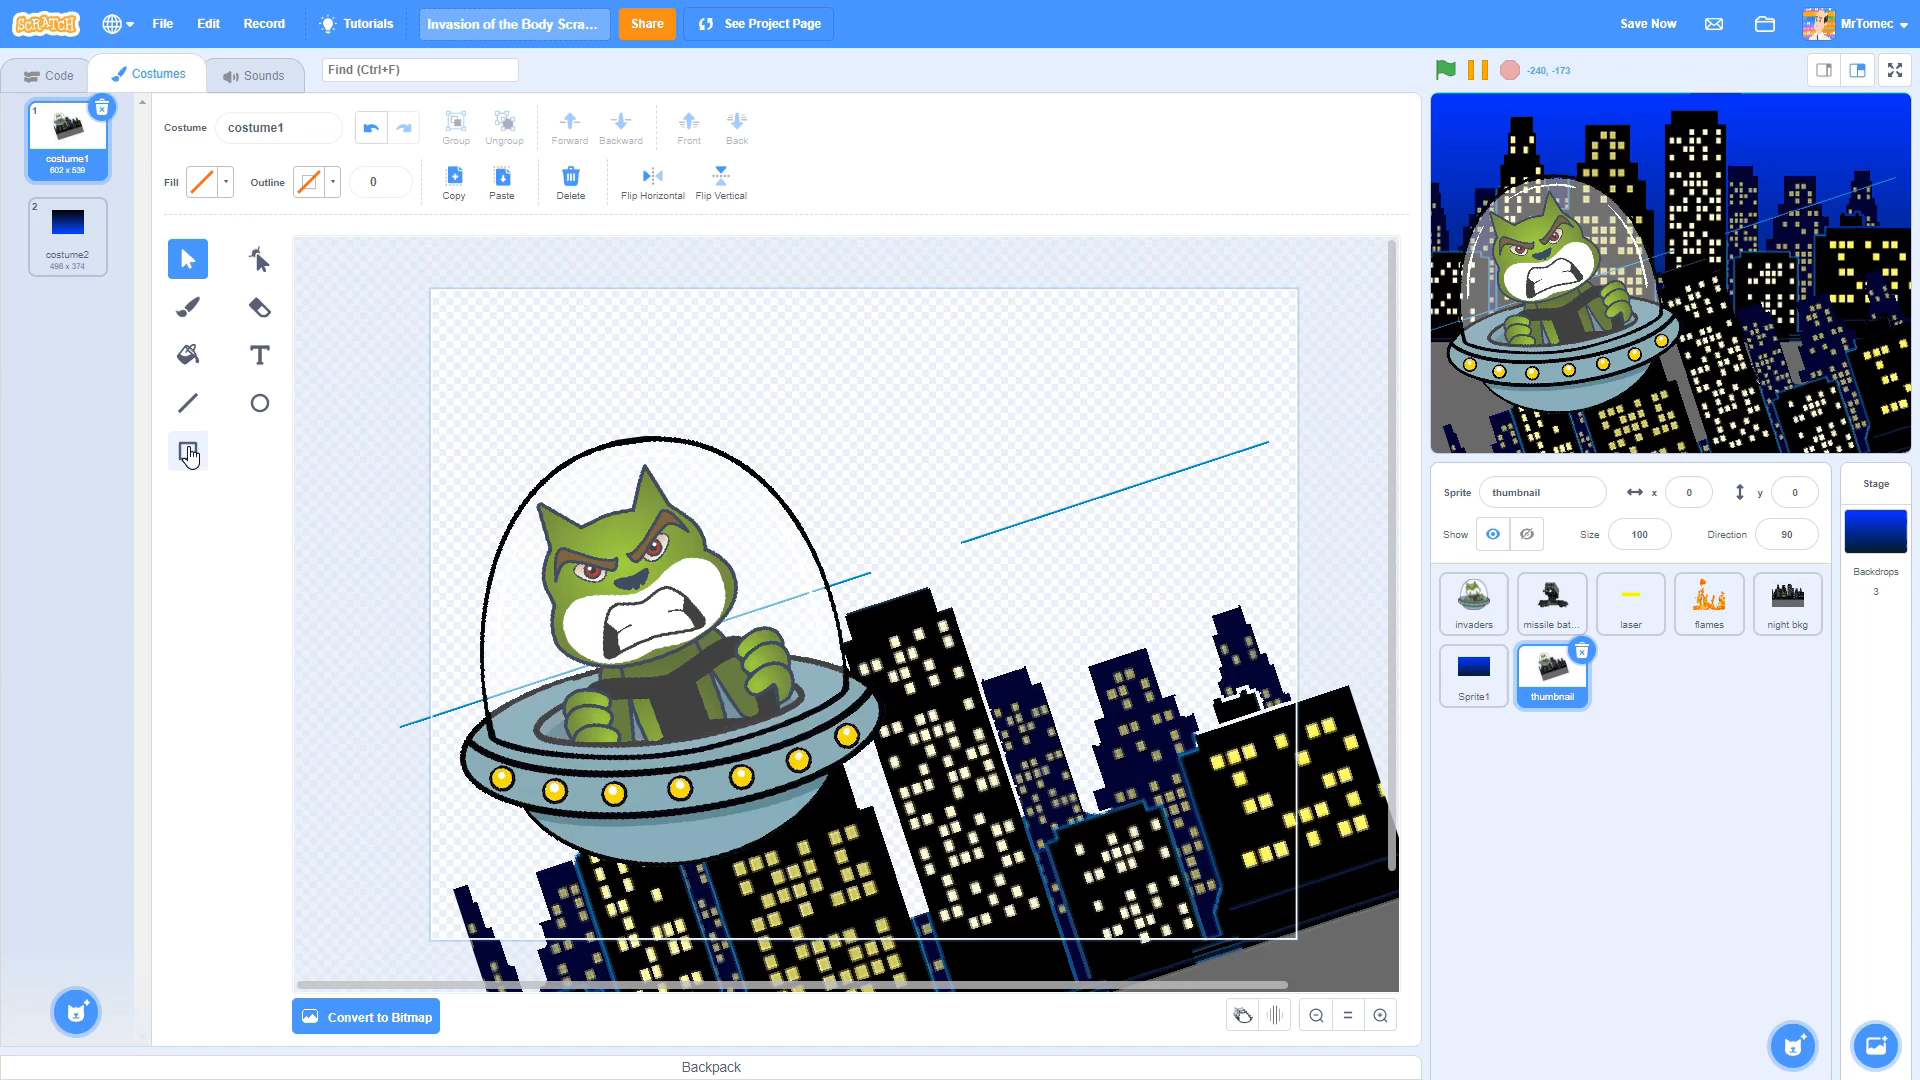 SCRATCH
File
Edit
Record
Tutorials
Invasion of the Body Scra...
Share
See Project Page
Save Now
MrTomec
Code
Costumes
Sounds
Find (Ctrl+F)
-240, -173
1
costume1
602 x 539
2
costume2
498 x 374
Costume
costume1
Group
Ungroup
Forward
Backward
Front
Back
Fill
Outline
0
Copy
Paste
Delete
Flip Horizontal
Flip Vertical
T
Convert to Bitmap
Backpack
Sprite
thumbnail
x
0
y
0
Show
Size
100
Direction
90
invaders
missile bat...
laser
flames
night bkg
Sprite1
thumbnail
Stage
Backdrops
3